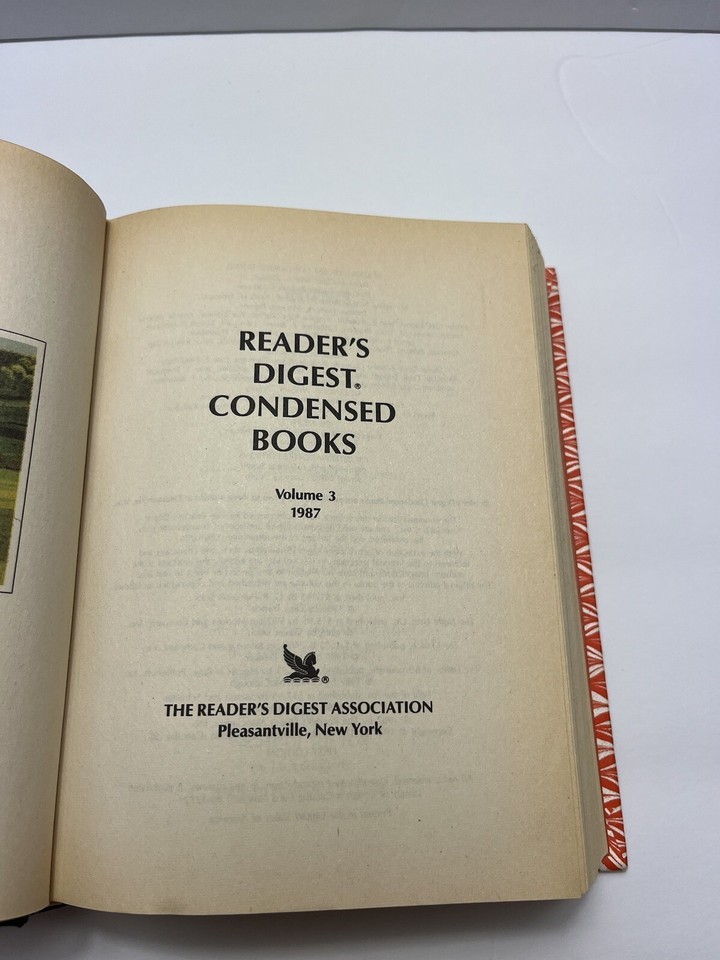 READER'S
DIGEST®
CONDENSED
BOOKS
Volume 3
1987
®
THE READER'S DIGEST ASSOCIATION
Pleasantville, New York